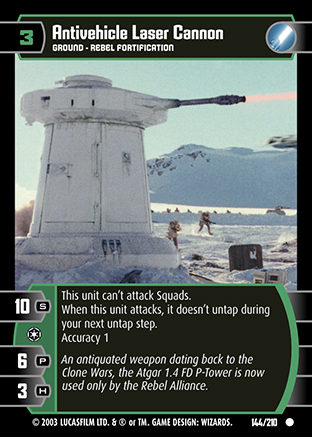 3
Antivehicle Laser Cannon
GROUND - REBEL FORTIFICATION
10 S
This unit can't attack Squads.
When this unit attacks, it doesn't untap during
your next untap step.
Accuracy 1
6 P
3 H
An antiquated weapon dating back to the
Clone Wars, the Atgar 1.4 FD P-Tower is now
used only by the Rebel Alliance.
© 2003 LUCASFILM LTD. & ® or TM. GAME DESIGN: WIZARDS.
144/210